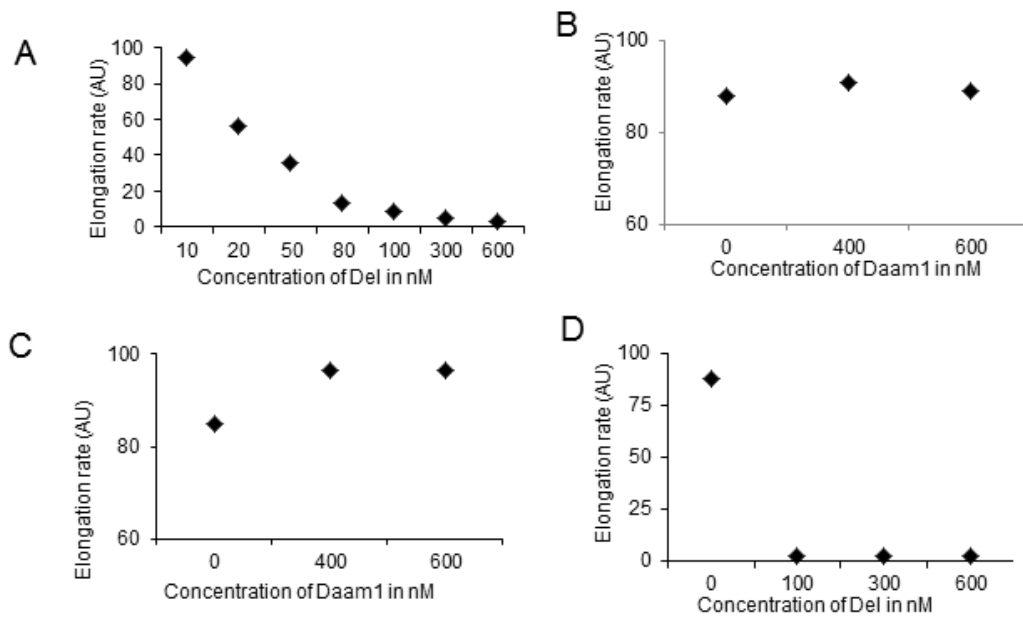 A
Elongation rate (AU)
100
80
60
40
20
0
10 20 50 80 100 300 600
Concentration of Del in nM
B
Elongation rate (AU)
100
80
60
0 400 600
Concentration of Daam1 in nM
C
Elongation rate (AU)
100
80
60
0 400 600
Concentration of Daam1 in nM
D
Elongation rate (AU)
100
75
50
25
0
0 100 300 600
Concentration of Del in nM